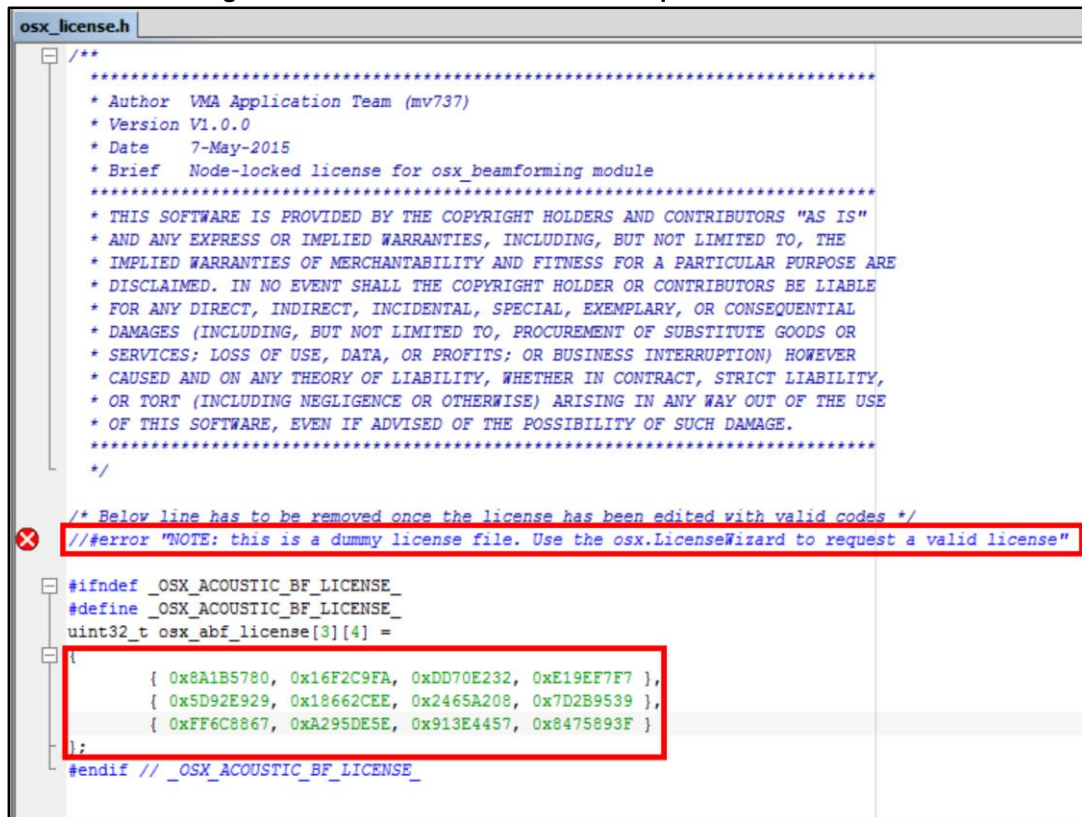 osx_license.h
/**
********************************************************************************
* Author  VMA Application Team (mv737)
* Version V1.0.0
* Date    7-May-2015
* Brief   Node-locked license for osx_beamforming module
********************************************************************************
* THIS SOFTWARE IS PROVIDED BY THE COPYRIGHT HOLDERS AND CONTRIBUTORS "AS IS"
* AND ANY EXPRESS OR IMPLIED WARRANTIES, INCLUDING, BUT NOT LIMITED TO, THE
* IMPLIED WARRANTIES OF MERCHANTABILITY AND FITNESS FOR A PARTICULAR PURPOSE ARE
* DISCLAIMED. IN NO EVENT SHALL THE COPYRIGHT HOLDER OR CONTRIBUTORS BE LIABLE
* FOR ANY DIRECT, INDIRECT, INCIDENTAL, SPECIAL, EXEMPLARY, OR CONSEQUENTIAL
* DAMAGES (INCLUDING, BUT NOT LIMITED TO, PROCUREMENT OF SUBSTITUTE GOODS OR
* SERVICES; LOSS OF USE, DATA, OR PROFITS; OR BUSINESS INTERRUPTION) HOWEVER
* CAUSED AND ON ANY THEORY OF LIABILITY, WHETHER IN CONTRACT, STRICT LIABILITY,
* OR TORT (INCLUDING NEGLIGENCE OR OTHERWISE) ARISING IN ANY WAY OUT OF THE USE
* OF THIS SOFTWARE, EVEN IF ADVISED OF THE POSSIBILITY OF SUCH DAMAGE.
********************************************************************************
*/
/* Below line has to be removed once the license has been edited with valid codes */
//#error "NOTE: this is a dummy license file. Use the osx.LicenseWizard to request a valid license"
#ifndef _OSX_ACOUSTIC_BF_LICENSE_
#define _OSX_ACOUSTIC_BF_LICENSE_
uint32_t osx_abf_license[3][4] =
{
{ 0x8A1B5780, 0x16F2C9FA, 0xDD70E232, 0xE19EF7F7 },
{ 0x5D92E929, 0x18662CEE, 0x2465A208, 0x7D2B9539 },
{ 0xFF6C8867, 0xA295DE5E, 0x913E4457, 0x8475893F }
};
#endif // _OSX_ACOUSTIC_BF_LICENSE_